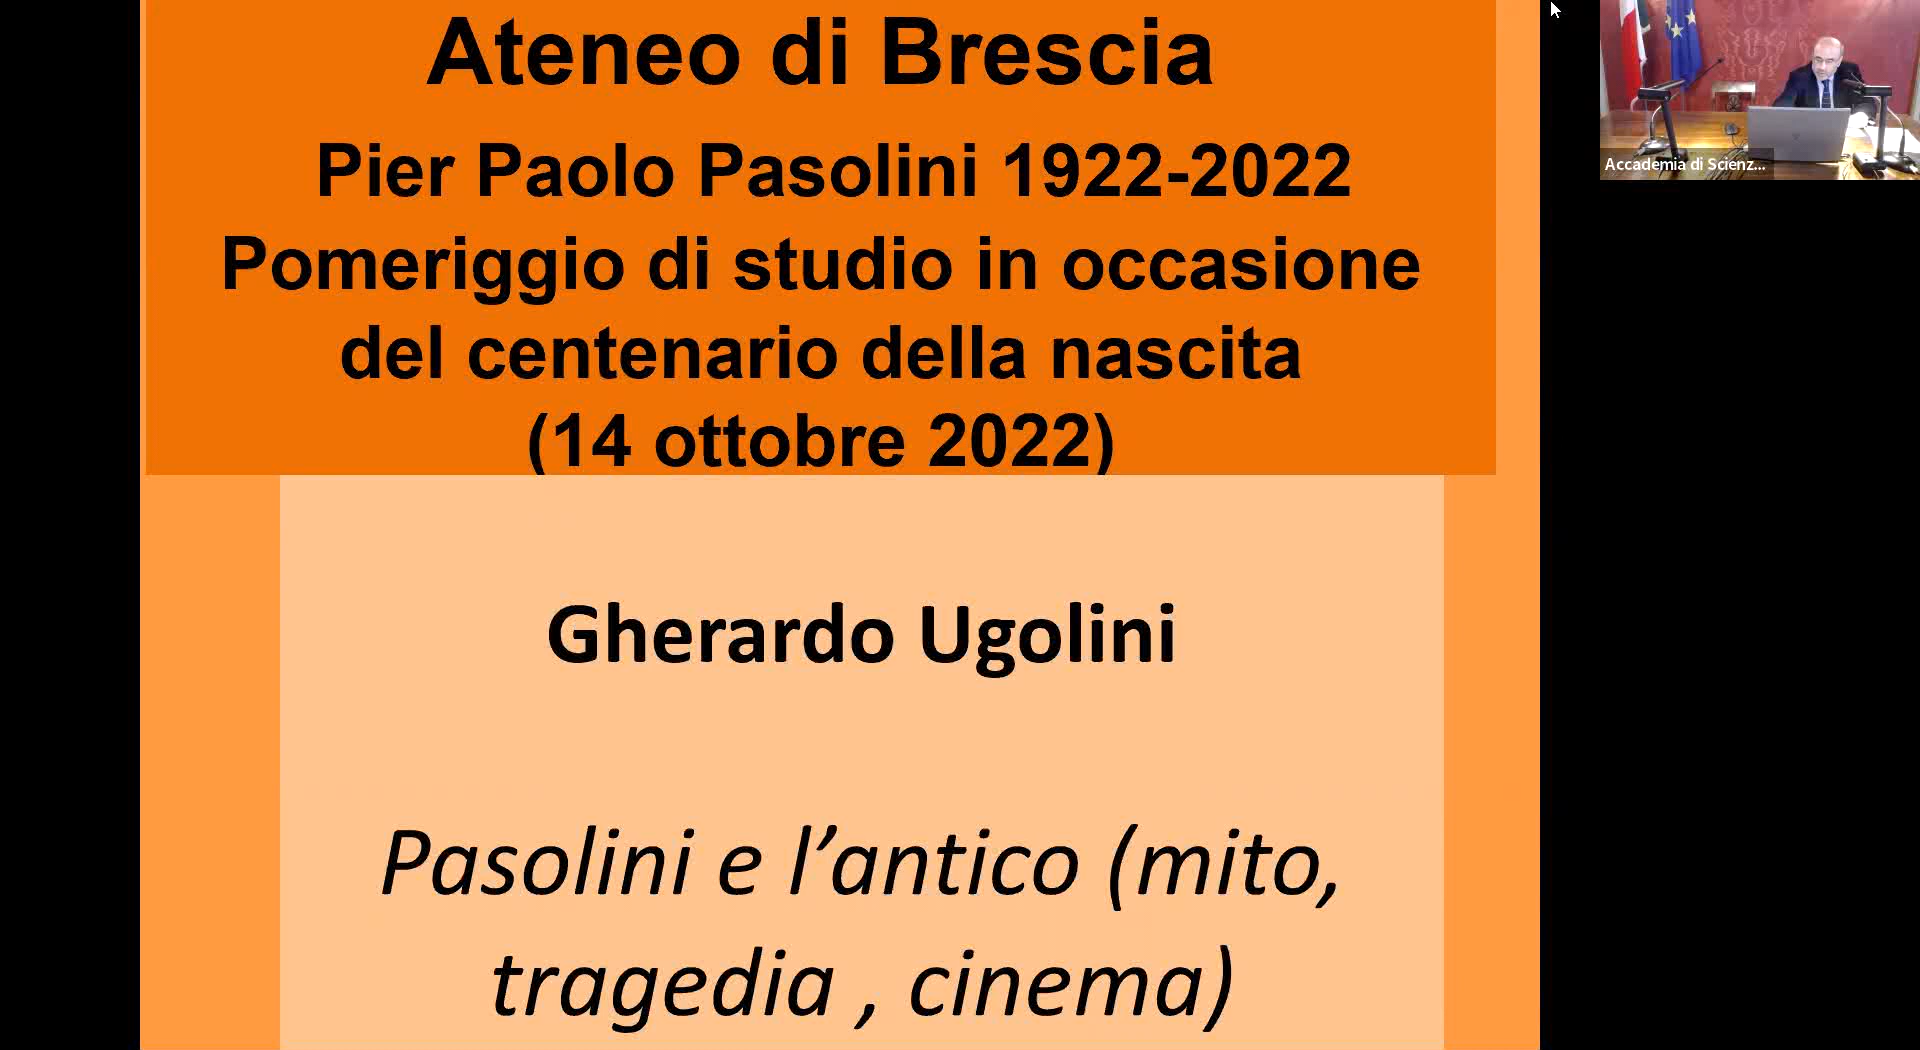 Ateneo di Brescia
Pier Paolo Pasolini 1922-2022
Pomeriggio di studio in occasione
del centenario della nascita
(14 ottobre 2022)
Gherardo Ugolini
Pasolini e l’antico (mito,
tragedia , cinema)
Accademia di Scienz...